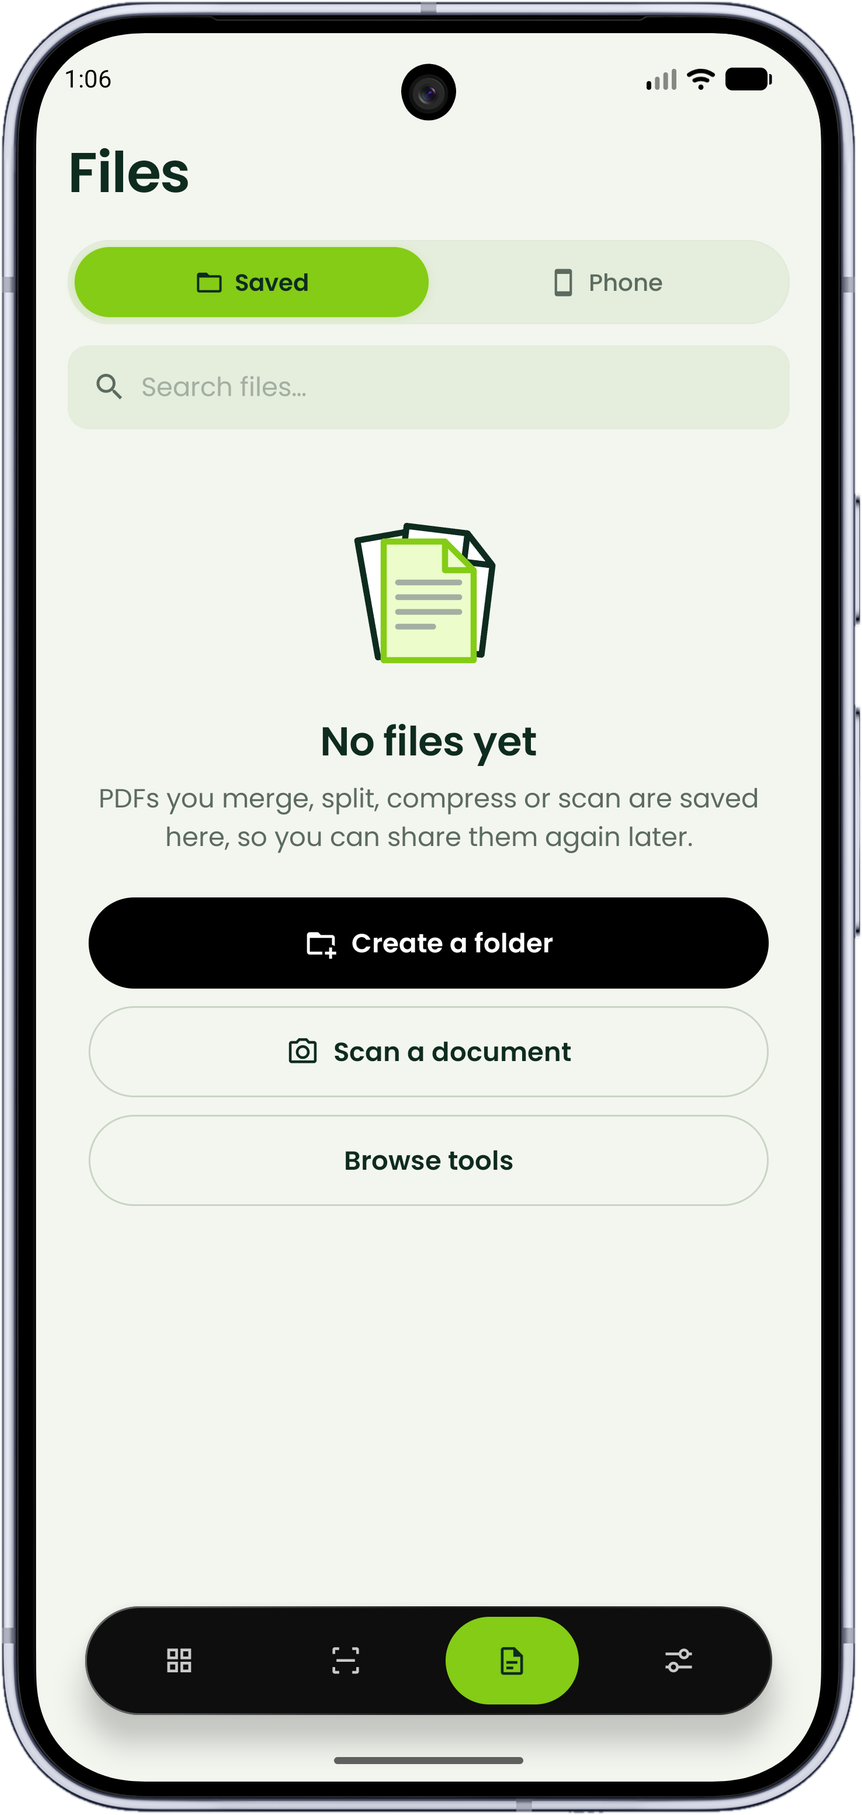 1:06
Files
Saved
Phone
Search files...
No files yet
PDFs you merge, split, compress or scan are saved
here, so you can share them again later.
Create a folder
Scan a document
Browse tools